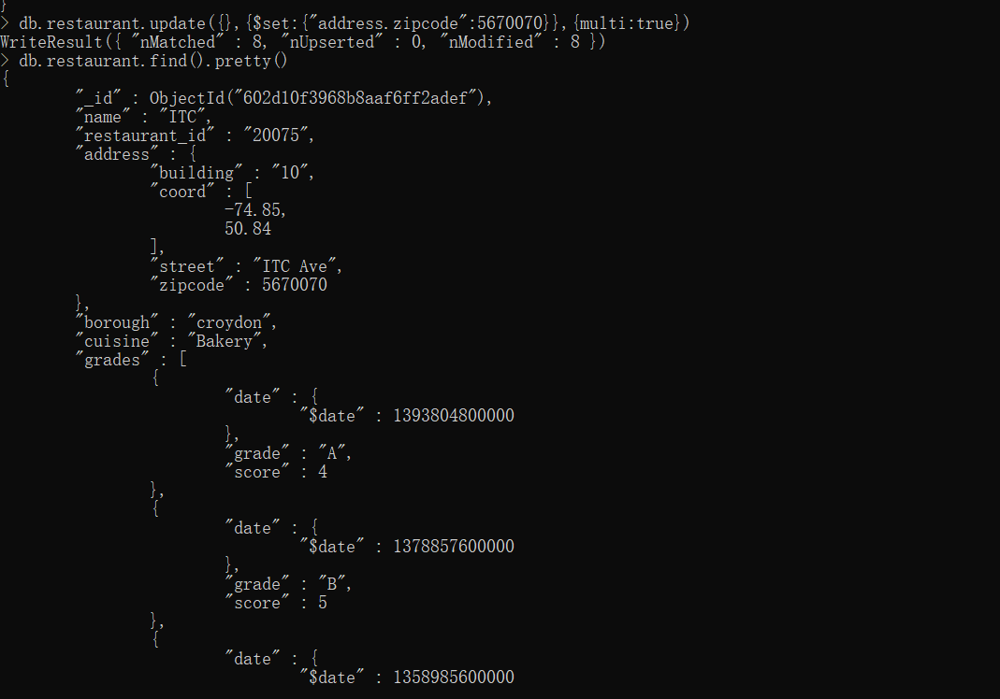 }
> db.restaurant.update({},{$set:{"address.zipcode":5670070}},{multi:true})
WriteResult({ "nMatched" : 8, "nUpserted" : 0, "nModified" : 8 })
> db.restaurant.find().pretty()
{
        "_id" : ObjectId("602d10f3968b8aaf6ff2adef"),
        "name" : "ITC",
        "restaurant_id" : "20075",
        "address" : {
                "building" : "10",
                "coord" : [
                        -74.85,
                        50.84
                ],
                "street" : "ITC Ave",
                "zipcode" : 5670070
        },
        "borough" : "croydon",
        "cuisine" : "Bakery",
        "grades" : [
                {
                        "date" : {
                                "$date" : 1393804800000
                        },
                        "grade" : "A",
                        "score" : 4
                },
                {
                        "date" : {
                                "$date" : 1378857600000
                        },
                        "grade" : "B",
                        "score" : 5
                },
                {
                        "date" : {
                                "$date" : 1358985600000